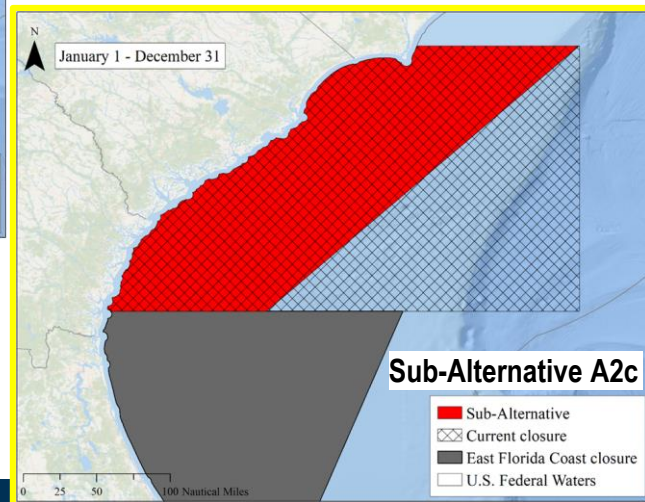 N
January 1 - December 31
Sub-Alternative A2c
Sub-Alternative
Current closure
East Florida Coast closure
U.S. Federal Waters
0 25 50 100 Nautical Miles